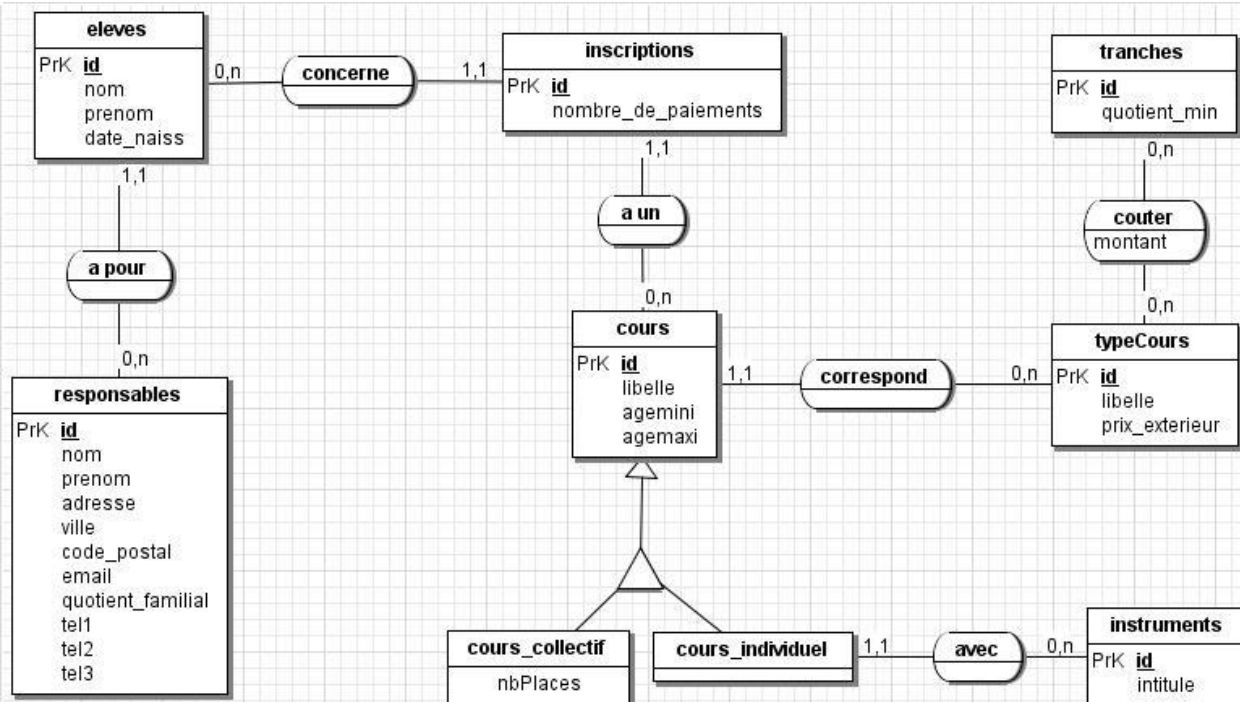 eleves
PrK id
nom
prenom
date_naiss
0,n
concerne
1,1
inscriptions
PrK id
nombre_de_paiements
tranches
PrK id
quotient_min
1,1
a pour
0,n
1,1
a un
0,n
0,n
couter
montant
0,n
responsables
PrK id
nom
prenom
adresse
ville
code_postal
email
quotient_familial
tel1
tel2
tel3
cours
PrK id
libelle
agemini
agemaxi
1,1
correspond
0,n
typeCours
PrK id
libelle
prix_exterieur
cours_collectif
nbPlaces
cours_individuel
1,1
avec
0,n
instruments
PrK id
intitule